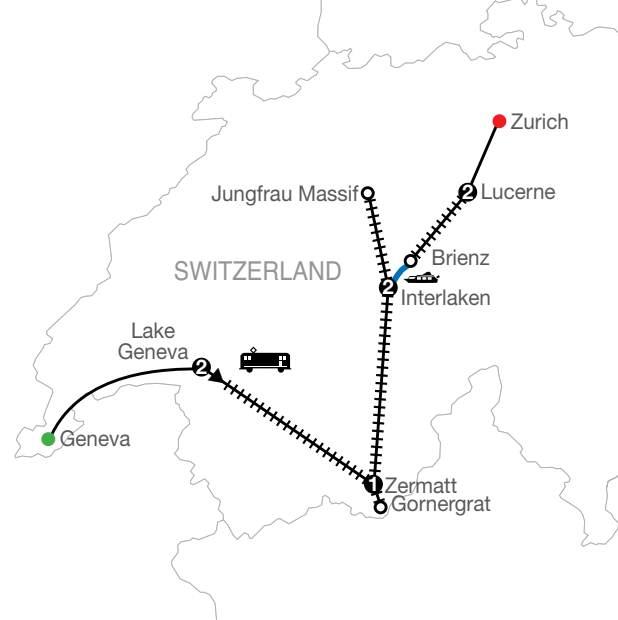 Zurich
Jungfrau Massif
2 Lucerne
Brienz
SWITZERLAND
2
Interlaken
Lake
Geneva 2
Geneva
1 Zermatt
Gornergrat